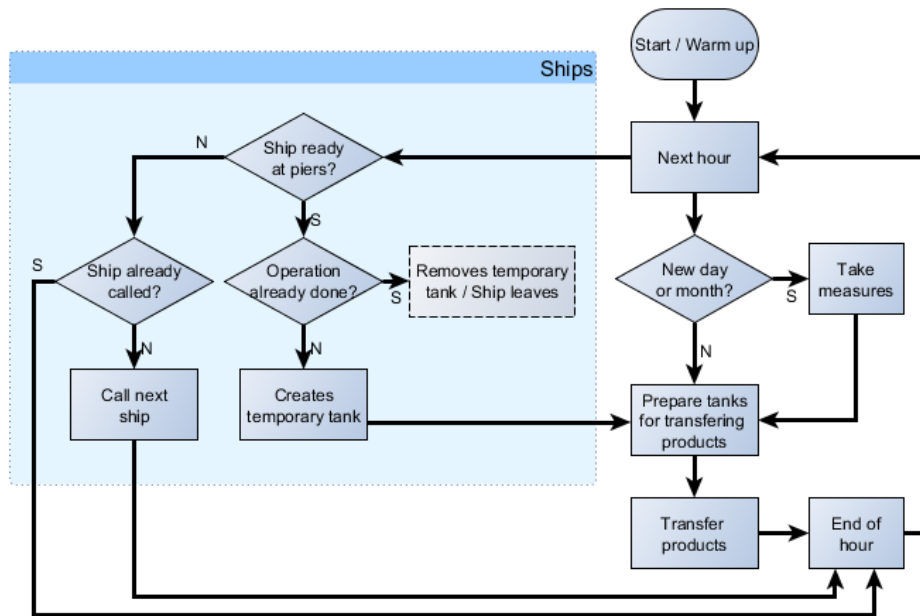 Start / Warm up
Ships
N
Ship ready
at piers?
Next hour
S
S
Ship already
called?
Operation
already done?
S
Removes temporary
tank / Ship leaves
New day
or month?
S
Take
measures
N
N
N
Call next
ship
Creates
temporary tank
Prepare tanks
for transfering
products
Transfer
products
End of
hour